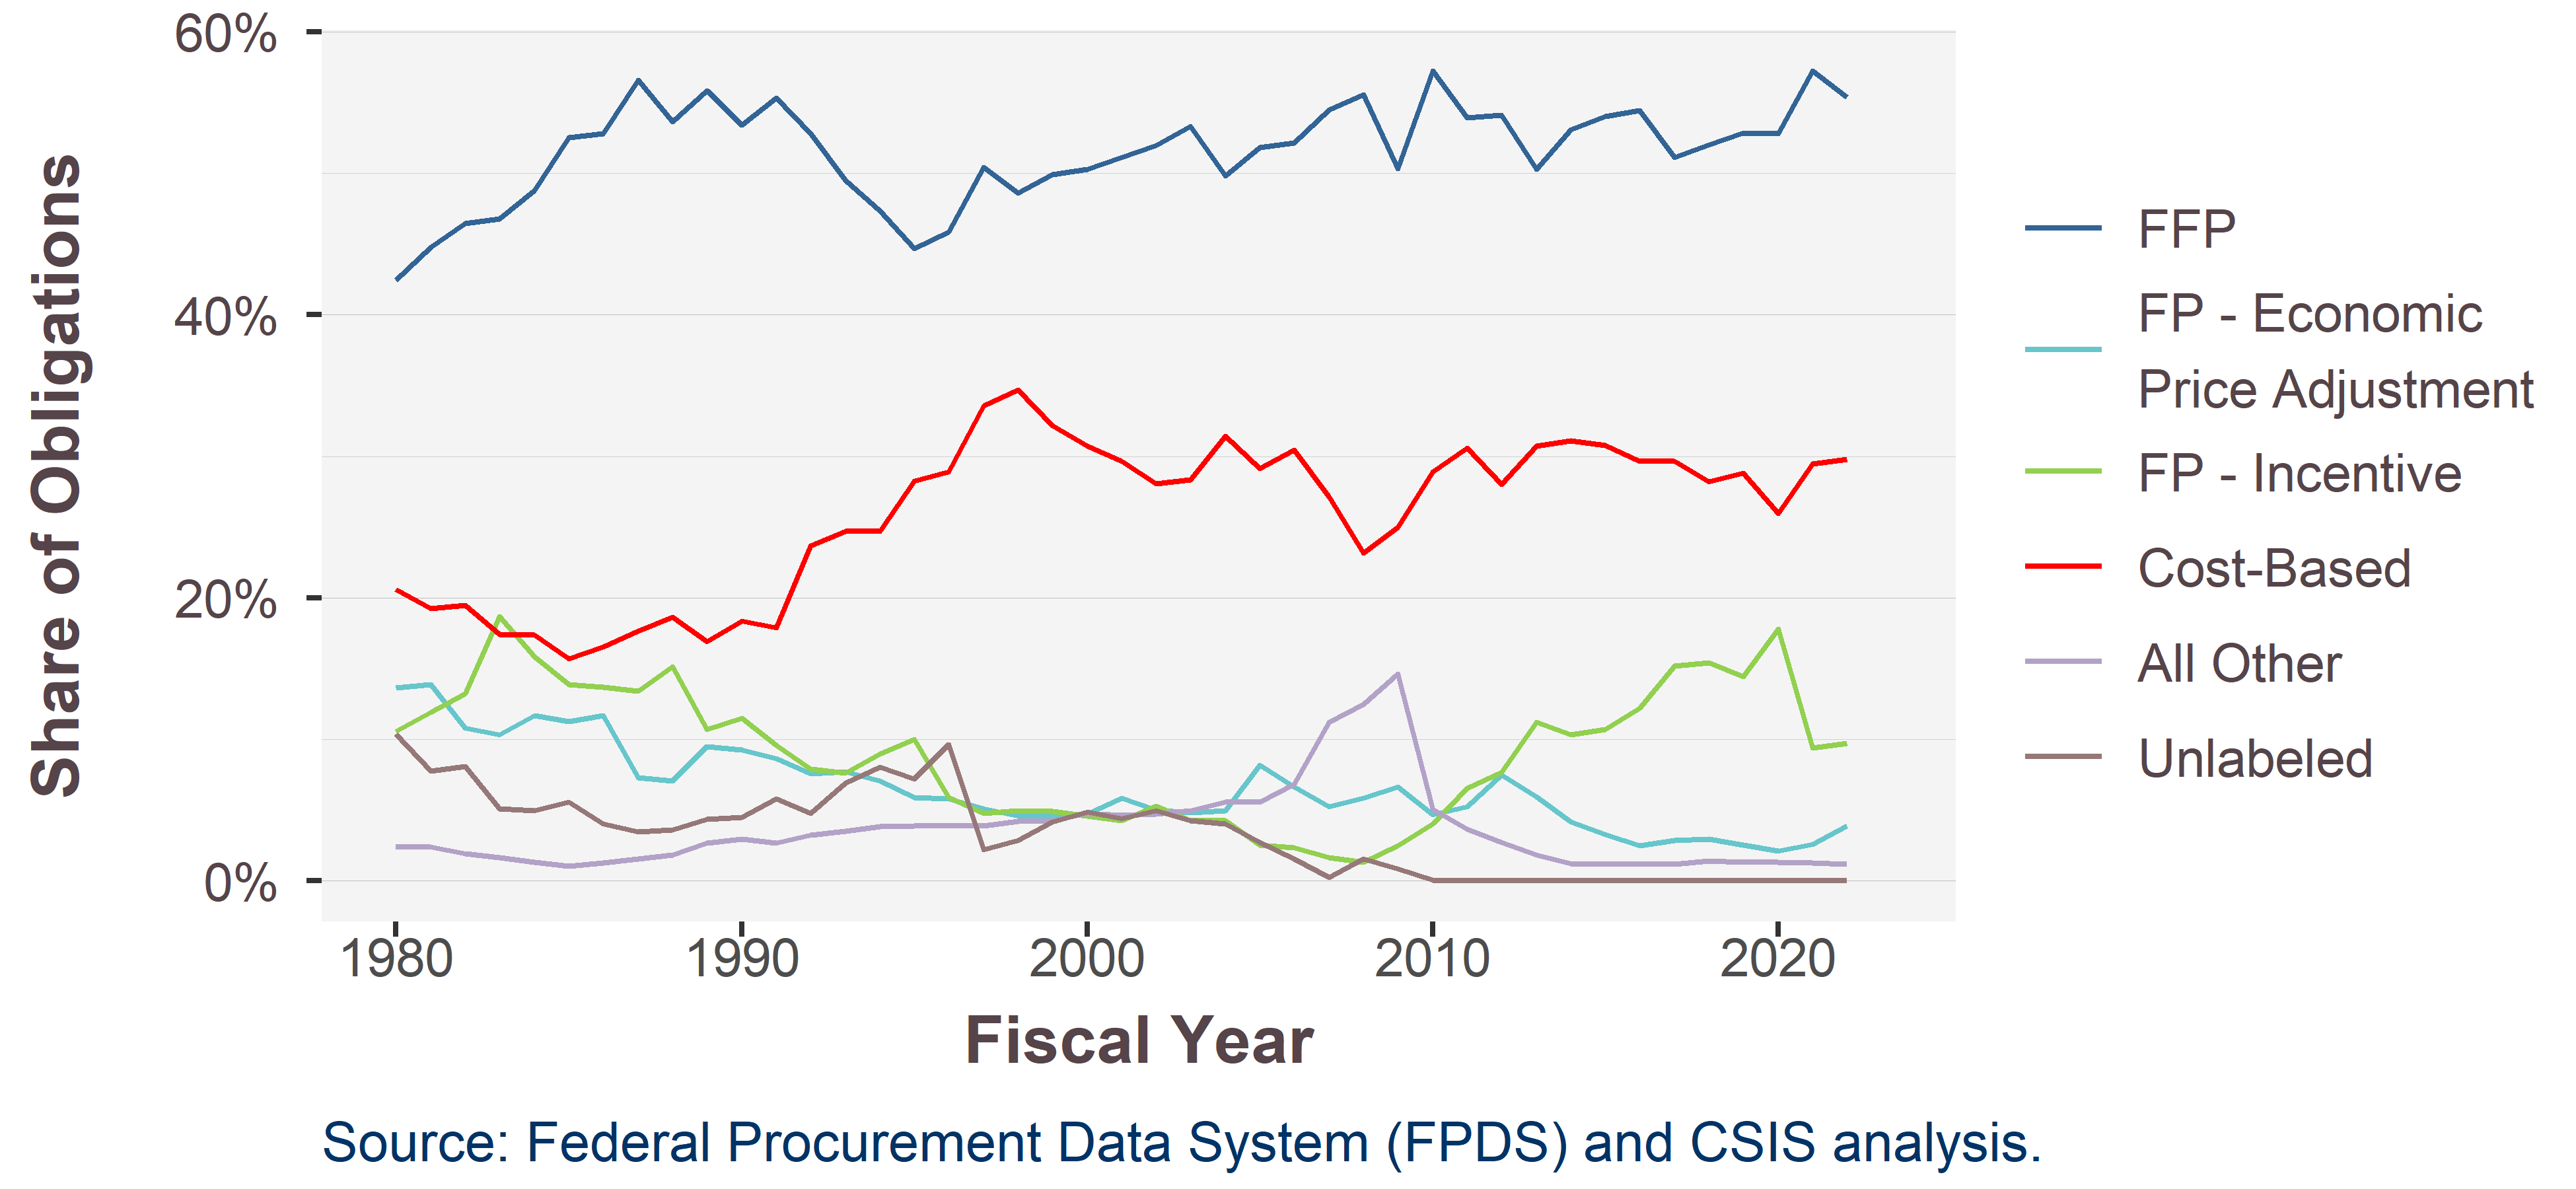 60%
40%
20%
0%
Share of Obligations
1980
1990
2000
2010
2020
Fiscal Year
FFP
FP - Economic
Price Adjustment
FP - Incentive
Cost-Based
All Other
Unlabeled
Source: Federal Procurement Data System (FPDS) and CSIS analysis.